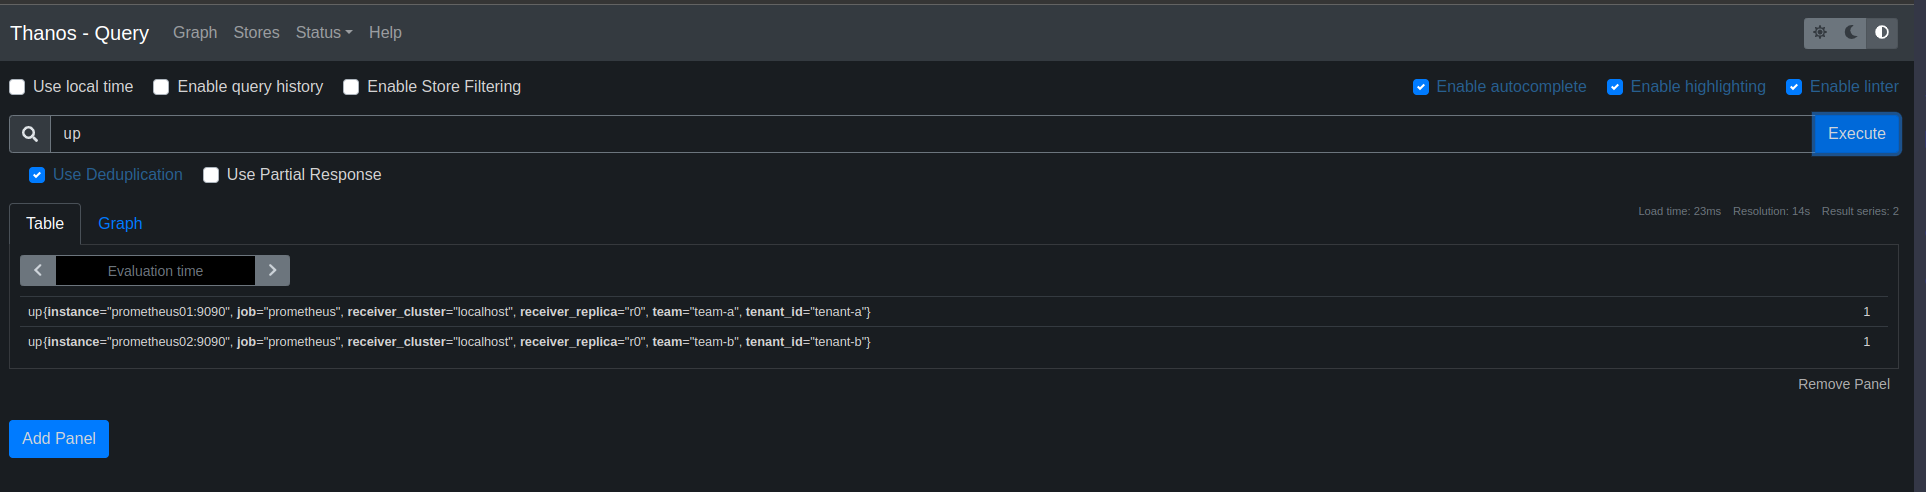 Thanos - Query Graph Stores Status Help
Use local time Enable query history Enable Store Filtering Enable autocomplete Enable highlighting Enable linter
up Execute
Use Deduplication Use Partial Response
Table Graph Load time: 23ms Resolution: 14s Result series: 2
Evaluation time
up{instance="prometheus01:9090", job="prometheus", receiver_cluster="localhost", receiver_replica="r0", team="team-a", tenant_id="tenant-a"} 1
up{instance="prometheus02:9090", job="prometheus", receiver_cluster="localhost", receiver_replica="r0", team="team-b", tenant_id="tenant-b"} 1
Remove Panel
Add Panel